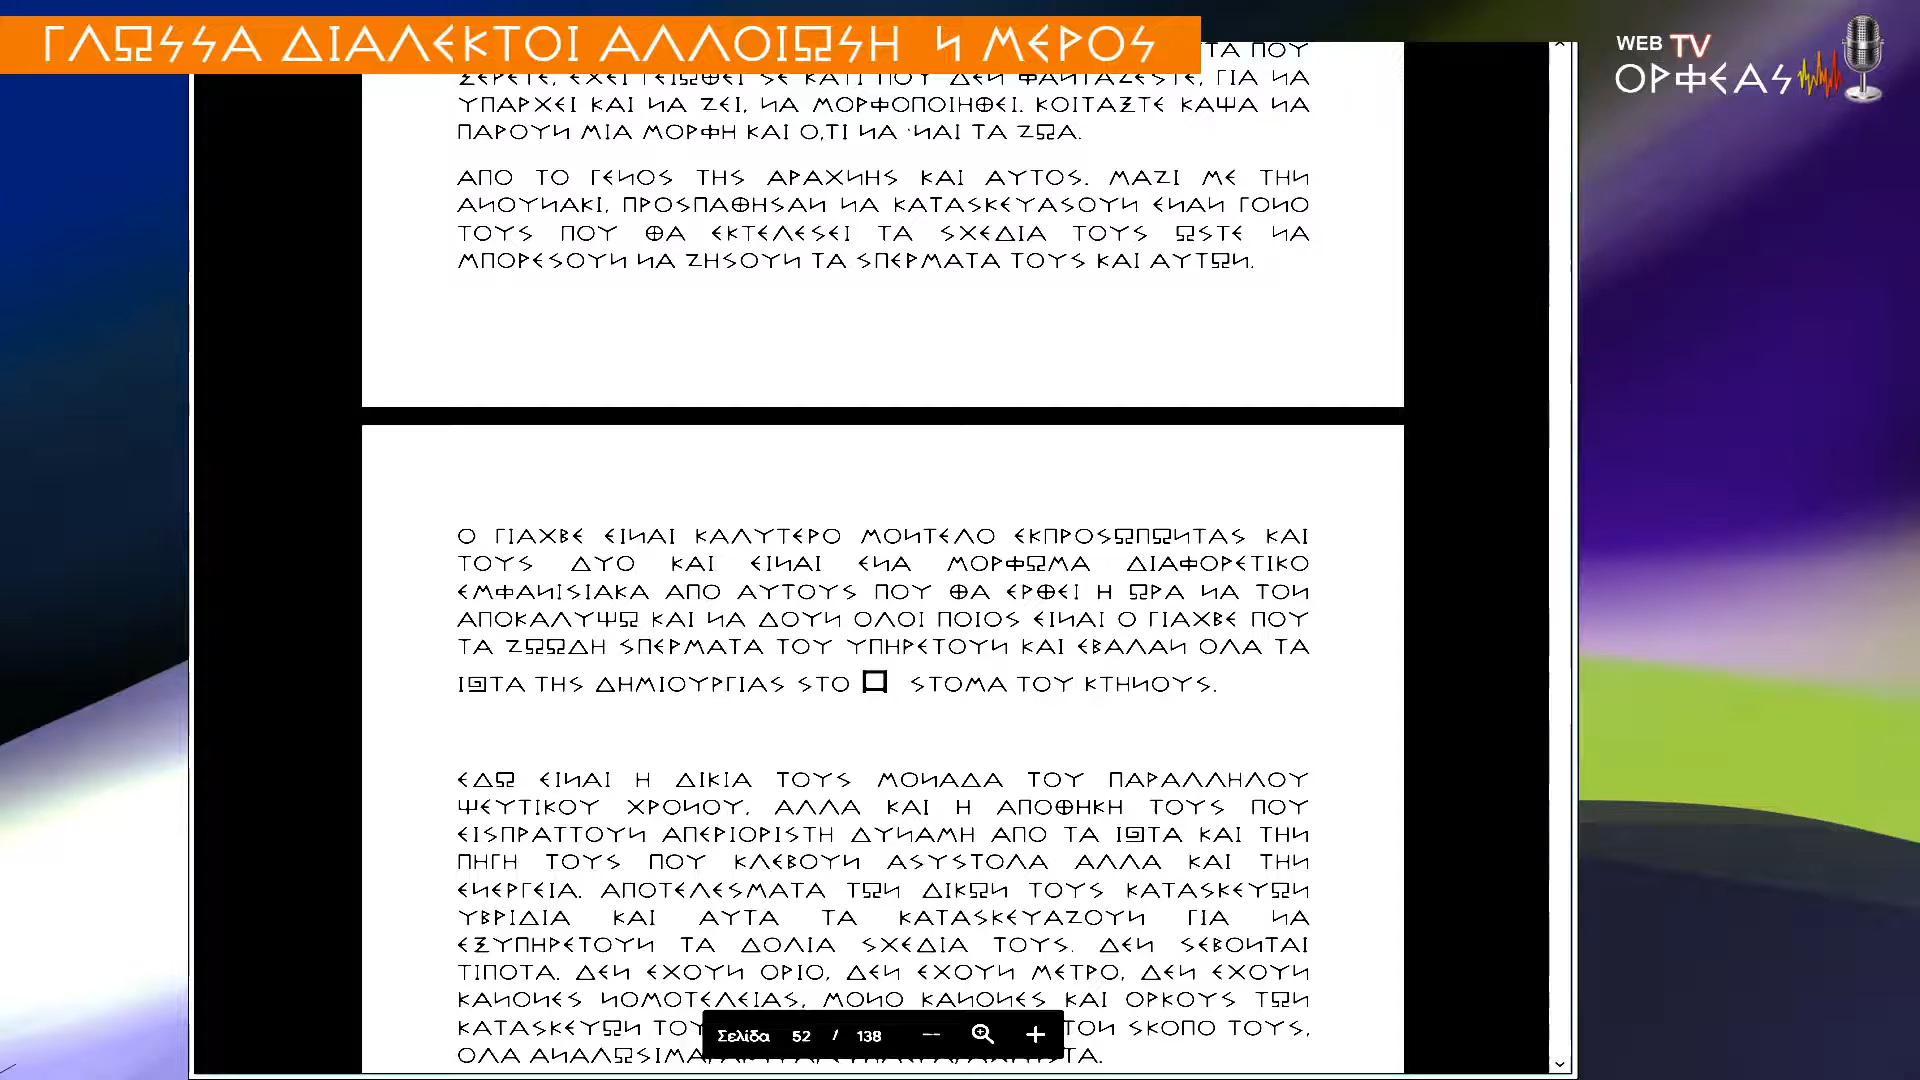 ΓΛΩΣΣΑ ΔΙΑΛΕΚΤΟΙ ΑΛΛΟΙΩΣΗ Ν ΜΕΡΟΣ
WEB TV
ΟΡΦΕΑΣ
ΤΑ ΠΟΥ
ΞΕΡΕΤΕ, ΕΧΕΙ ΓΕΙΩΘΕΙ ΣΕ ΚΑΤΙ ΠΟΥ ΔΕΝ ΦΑΝΤΑΖΕΣΤΕ, ΓΙΑ ΝΑ
ΥΠΑΡΧΕΙ ΚΑΙ ΝΑ ΖΕΙ, ΝΑ ΜΟΡΦΟΠΟΙΗΘΕΙ. ΚΟΙΤΑΞΤΕ ΚΑΨΑ ΝΑ
ΠΑΡΟΥΝ ΜΙΑ ΜΟΡΦΗ ΚΑΙ Ο,ΤΙ ΝΑ 'ΝΑΙ ΤΑ ΖΩΑ.
ΑΠΟ ΤΟ ΓΕΝΟΣ ΤΗΣ ΑΡΑΧΝΗΣ ΚΑΙ ΑΥΤΟΣ. ΜΑΖΙ ΜΕ ΤΗΝ
ΑΝΟΥΝΑΚΙ, ΠΡΟΣΠΑΘΗΣΑΝ ΝΑ ΚΑΤΑΣΚΕΥΑΣΟΥΝ ΕΝΑΝ ΓΟΝΟ
ΤΟΥΣ ΠΟΥ ΘΑ ΕΚΤΕΛΕΣΕΙ ΤΑ ΣΧΕΔΙΑ ΤΟΥΣ ΩΣΤΕ ΝΑ
ΜΠΟΡΕΣΟΥΝ ΝΑ ΖΗΣΟΥΝ ΤΑ ΣΠΕΡΜΑΤΑ ΤΟΥΣ ΚΑΙ ΑΥΤΩΝ.
Ο ΓΙΑΧΒΕ ΕΙΝΑΙ ΚΑΛΥΤΕΡΟ ΜΟΝΤΕΛΟ ΕΚΠΡΟΣΩΠΩΝΤΑΣ ΚΑΙ
ΤΟΥΣ ΔΥΟ ΚΑΙ ΕΙΝΑΙ ΕΝΑ ΜΟΡΦΩΜΑ ΔΙΑΦΟΡΕΤΙΚΟ
ΕΜΦΑΝΙΣΙΑΚΑ ΑΠΟ ΑΥΤΟΥΣ ΠΟΥ ΘΑ ΕΡΘΕΙ Η ΩΡΑ ΝΑ ΤΟΝ
ΑΠΟΚΑΛΥΨΩ ΚΑΙ ΝΑ ΔΟΥΝ ΟΛΟΙ ΠΟΙΟΣ ΕΙΝΑΙ Ο ΓΙΑΧΒΕ ΠΟΥ
ΤΑ ΖΩΩΔΗ ΣΠΕΡΜΑΤΑ ΤΟΥ ΥΠΗΡΕΤΟΥΝ ΚΑΙ ΕΒΑΛΑΝ ΟΛΑ ΤΑ
ΙΩΤΑ ΤΗΣ ΔΗΜΙΟΥΡΓΙΑΣ ΣΤΟ ΣΤΟΜΑ ΤΟΥ ΚΤΗΝΟΥΣ.
ΕΔΩ ΕΙΝΑΙ Η ΔΙΚΙΑ ΤΟΥΣ ΜΟΝΑΔΑ ΤΟΥ ΠΑΡΑΛΛΗΛΟΥ
ΨΕΥΤΙΚΟΥ ΧΡΟΝΟΥ, ΑΛΛΑ ΚΑΙ Η ΑΠΟΘΗΚΗ ΤΟΥΣ ΠΟΥ
ΕΙΣΠΡΑΤΤΟΥΝ ΑΠΕΡΙΟΡΙΣΤΗ ΔΥΝΑΜΗ ΑΠΟ ΤΑ ΙΩΤΑ ΚΑΙ ΤΗΝ
ΠΗΓΗ ΤΟΥΣ ΠΟΥ ΚΛΕΒΟΥΝ ΑΣΥΣΤΟΛΑ ΑΛΛΑ ΚΑΙ ΤΗΝ
ΕΝΕΡΓΕΙΑ. ΑΠΟΤΕΛΕΣΜΑΤΑ ΤΩΝ ΔΙΚΩΝ ΤΟΥΣ ΚΑΤΑΣΚΕΥΩΝ
ΥΒΡΙΔΙΑ ΚΑΙ ΑΥΤΑ ΤΑ ΚΑΤΑΣΚΕΥΑΖΟΥΝ ΓΙΑ ΝΑ
ΕΞΥΠΗΡΕΤΟΥΝ ΤΑ ΔΟΛΙΑ ΣΧΕΔΙΑ ΤΟΥΣ. ΔΕΝ ΣΕΒΟΝΤΑΙ
ΤΙΠΟΤΑ. ΔΕΝ ΕΧΟΥΝ ΟΡΙΟ, ΔΕΝ ΕΧΟΥΝ ΜΕΤΡΟ, ΔΕΝ ΕΧΟΥΝ
ΚΑΝΟΝΕΣ ΝΟΜΟΤΕΛΕΙΑΣ, ΜΟΝΟ ΚΑΝΟΝΕΣ ΚΑΙ ΟΡΚΟΥΣ ΤΩΝ
ΚΑΤΑΣΚΕΥΩΝ ΤΟΥ ΤΟΝ ΣΚΟΠΟ ΤΟΥΣ,
ΟΛΑ ΑΝΑΛΩΣΙΜΑ,
Σελίδα 52 / 138